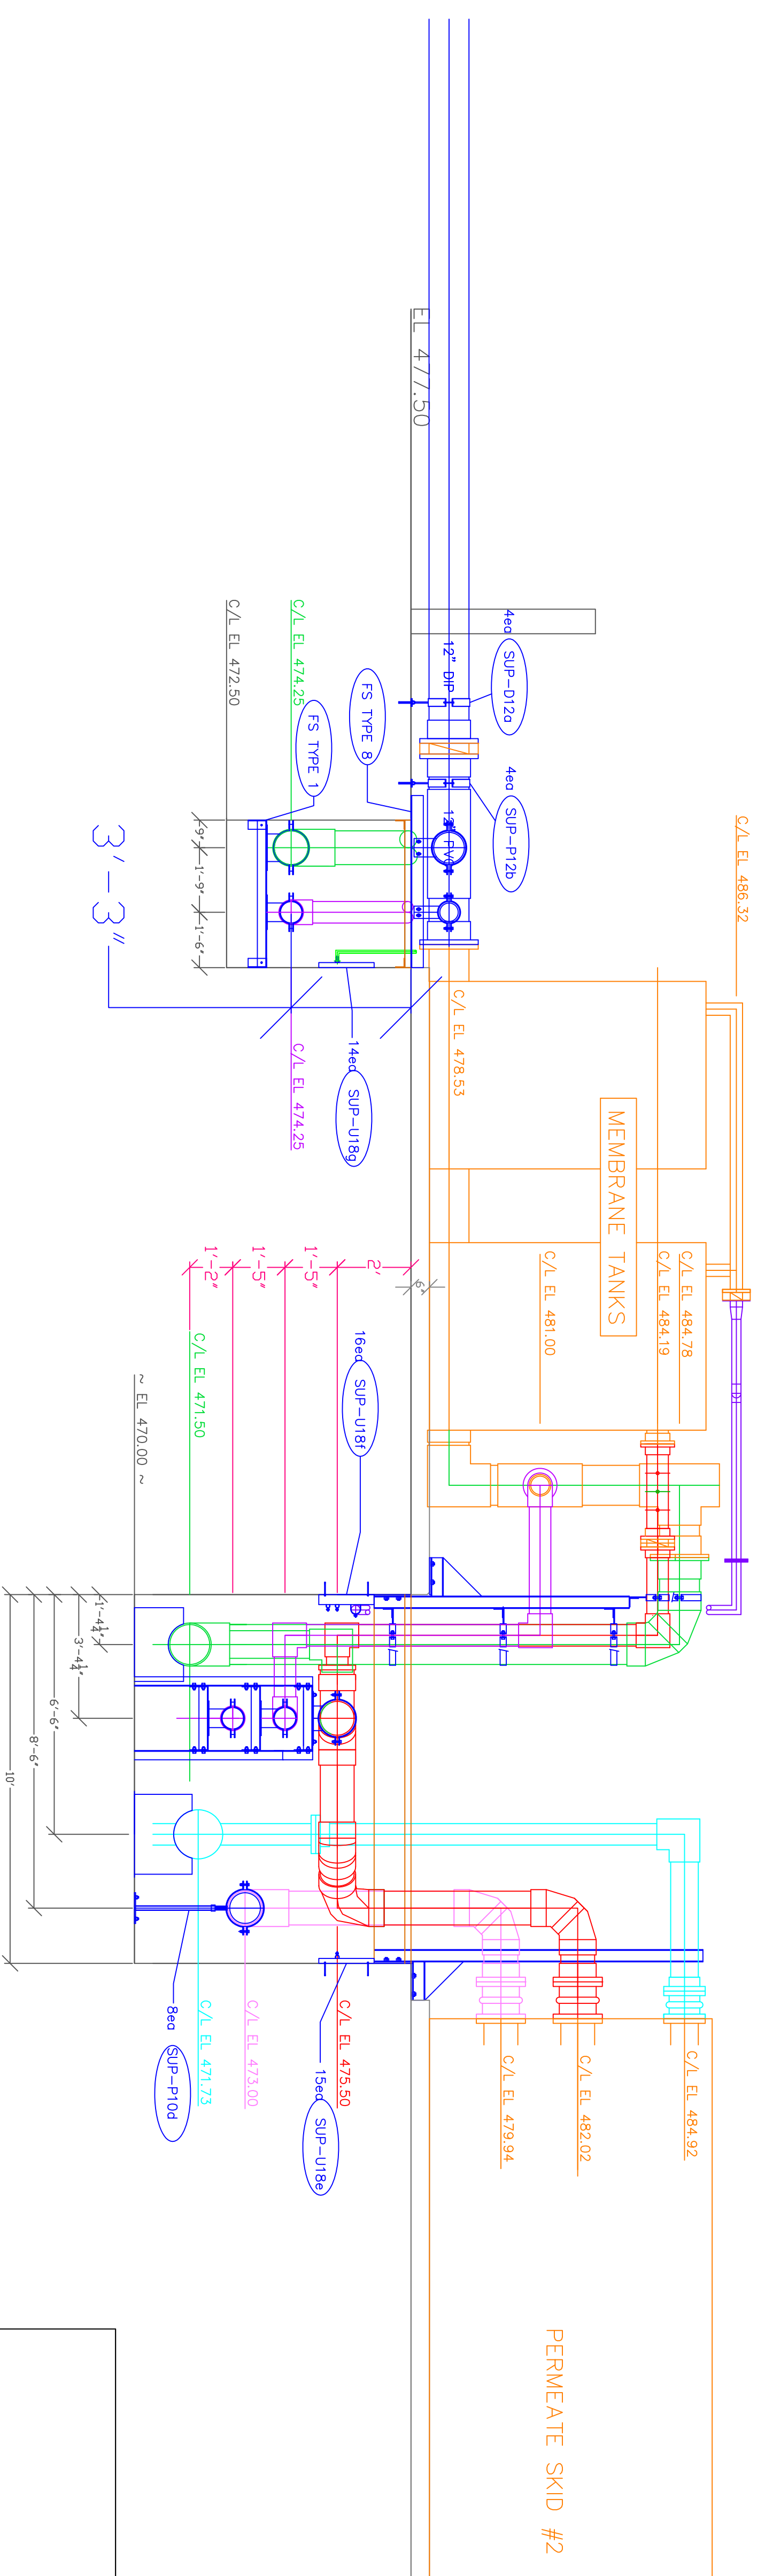 EL 477.50
4ea SUP-D12a
12" DIP
C/L EL 472.50
C/L EL 474.25
FS TYPE 8
FS TYPE 1
4ea SUP-P12b
12" PVC
C/L EL 486.32
9"
1'-9"
1'-6"
3'-3"
C/L EL 478.53
C/L EL 474.25
14ea SUP-U18g
MEMBRANE TANKS
C/L EL 481.00
C/L EL 484.19
C/L EL 484.78
1'-2"
1'-5"
1'-5"
2'
6"
C/L EL 471.50
16ea SUP-U18f
~ EL 470.00 ~
1'-4¼"
3'-4¼"
6'-6"
8'-6"
10'
8ea SUP-P10d
C/L EL 471.73
C/L EL 473.00
C/L EL 475.50
15ea SUP-U18e
C/L EL 479.94
C/L EL 482.02
C/L EL 484.92
PERMEATE SKID #2